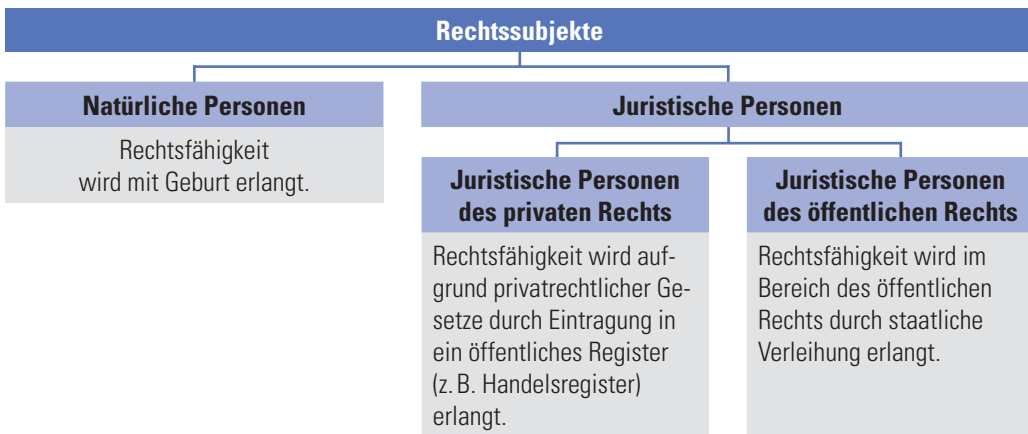 Rechtssubjekte
Natürliche Personen
Rechtsfähigkeit
wird mit Geburt erlangt.
Juristische Personen
Juristische Personen
des privaten Rechts
Rechtsfähigkeit wird auf-
grund privatrechtlicher Ge-
setze durch Eintragung in
ein öffentliches Register
(z. B. Handelsregister)
erlangt.
Juristische Personen
des öffentlichen Rechts
Rechtsfähigkeit wird im
Bereich des öffentlichen
Rechts durch staatliche
Verleihung erlangt.